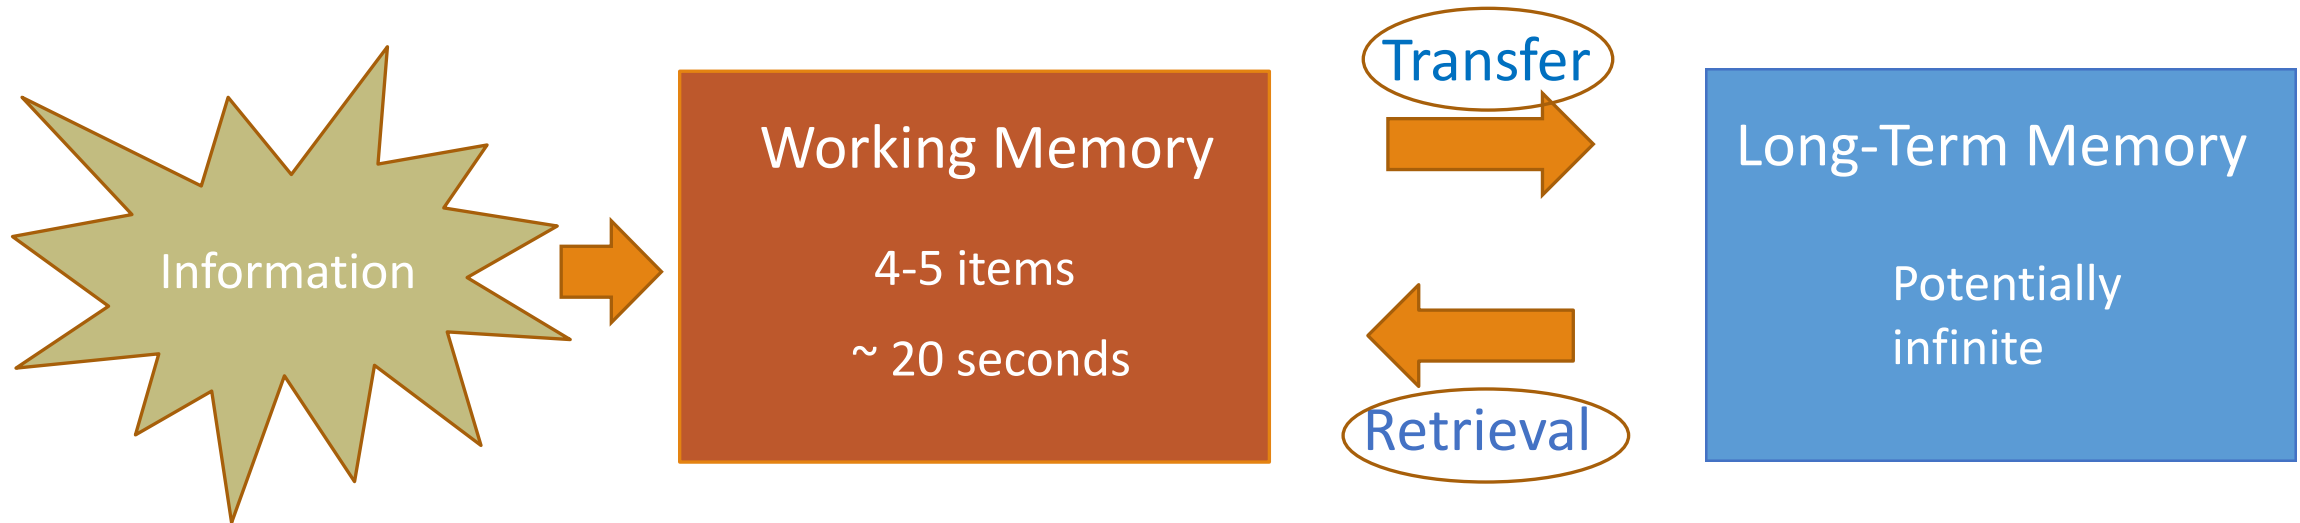 Information
Working Memory
4-5 items
~ 20 seconds
Transfer
Retrieval
Long-Term Memory
Potentially
infinite